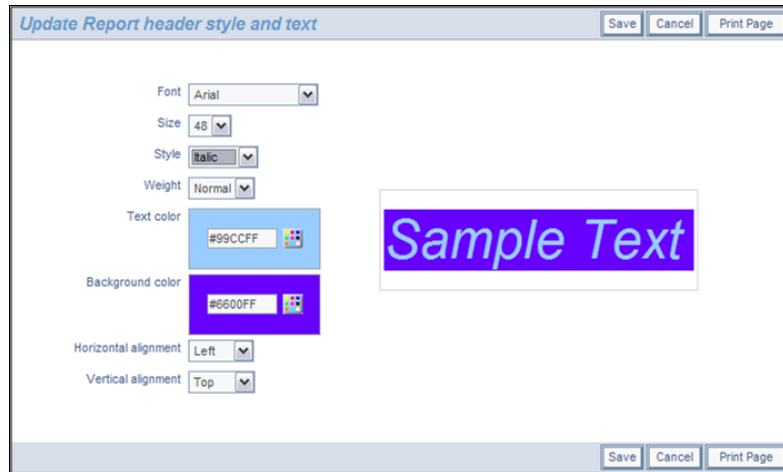 Update Report header style and text
Save Cancel Print Page
Font Arial
Size 48
Style Italic
Weight Normal
Text color
#99CCFF
Sample Text
Background color
#6600FF
Horizontal alignment Left
Vertical alignment Top
Save Cancel Print Page